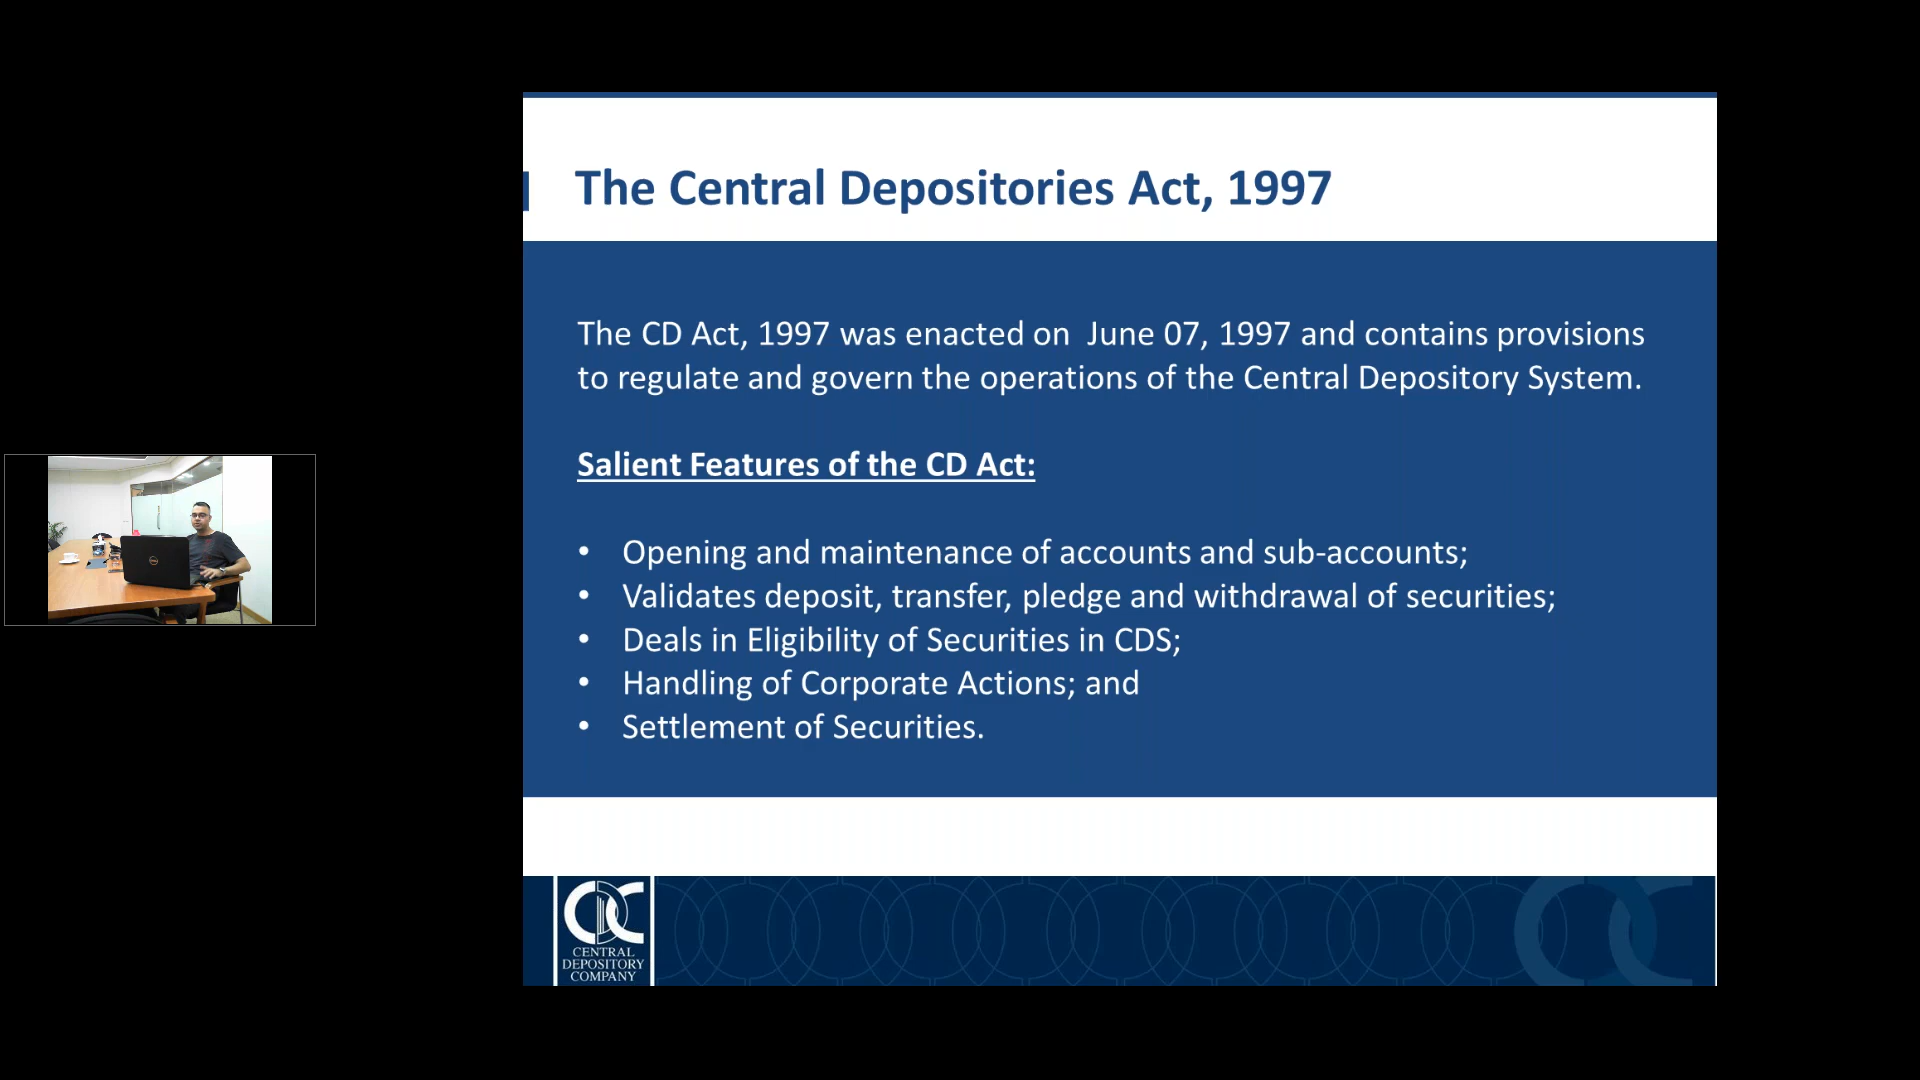 The Central Depositories Act, 1997
The CD Act, 1997 was enacted on  June 07, 1997 and contains provisions
to regulate and govern the operations of the Central Depository System.
Salient Features of the CD Act:
• Opening and maintenance of accounts and sub-accounts;
• Validates deposit, transfer, pledge and withdrawal of securities;
• Deals in Eligibility of Securities in CDS;
• Handling of Corporate Actions; and
• Settlement of Securities.
CENTRAL
DEPOSITORY
COMPANY